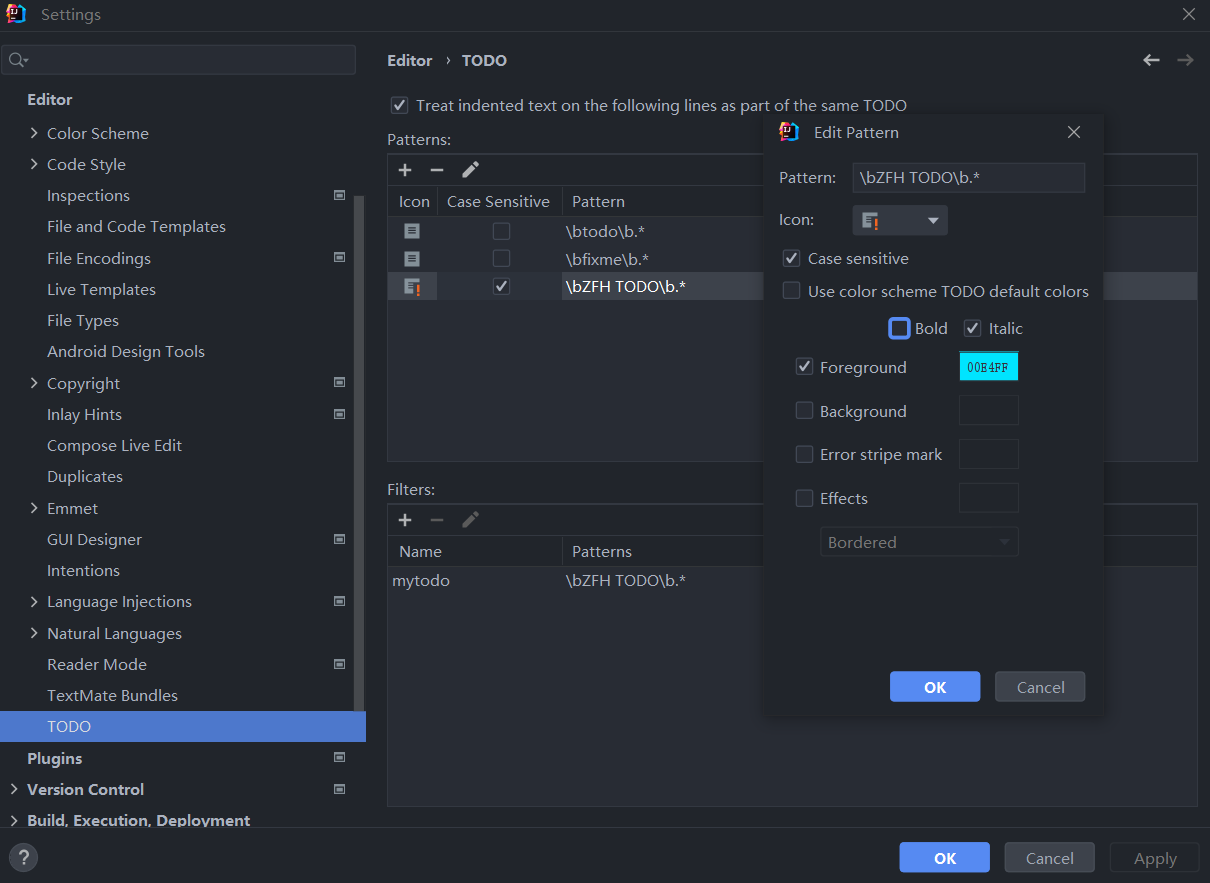 Settings
Editor
Color Scheme
Code Style
Inspections
File and Code Templates
File Encodings
Live Templates
File Types
Android Design Tools
Copyright
Inlay Hints
Compose Live Edit
Duplicates
Emmet
GUI Designer
Intentions
Language Injections
Natural Languages
Reader Mode
TextMate Bundles
TODO
Plugins
Version Control
Build, Execution, Deployment
Editor › TODO
Treat indented text on the following lines as part of the same TODO
Patterns:
Icon Case Sensitive Pattern
\btodo\b.*
\bfixme\b.*
\bZFH TODO\b.*
Filters:
Name Patterns
mytodo \bZFH TODO\b.*
Edit Pattern
Pattern: \bZFH TODO\b.*
Icon:
Case sensitive
Use color scheme TODO default colors
Bold Italic
Foreground 00E4FF
Background
Error stripe mark
Effects
Bordered
OK Cancel
? OK Cancel Apply